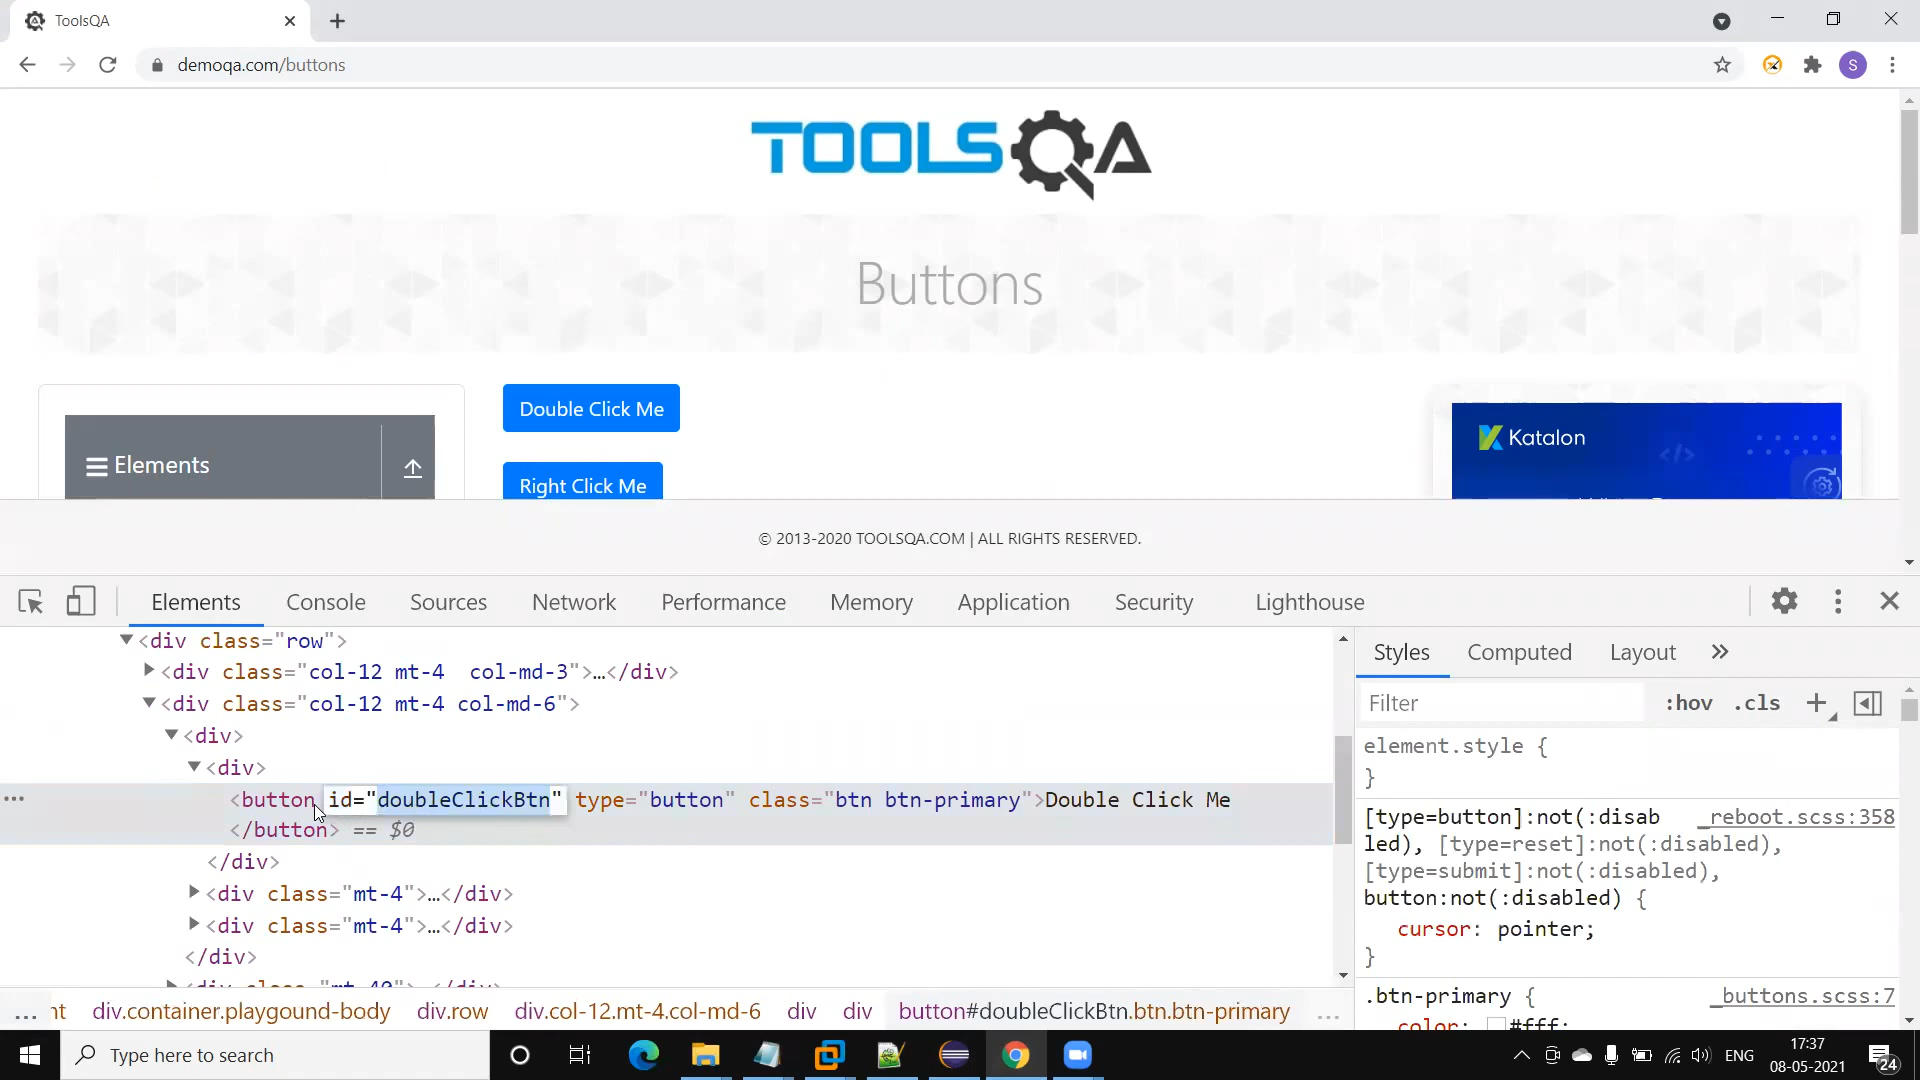 ToolsQA
demoqa.com/buttons
S
TOOLSQA
Buttons
Double Click Me
Elements
Right Click Me
Katalon
© 2013-2020 TOOLSQA.COM | ALL RIGHTS RESERVED.
Elements Console Sources Network Performance Memory Application Security Lighthouse
<div class="row">
<div class="col-12 mt-4  col-md-3">…</div>
<div class="col-12 mt-4 col-md-6">
<div>
<div>
<button id="doubleClickBtn" type="button" class="btn btn-primary">Double Click Me
</button> == $0
</div>
<div class="mt-4">…</div>
<div class="mt-4">…</div>
</div>
... nt div.container.playgound-body div.row div.col-12.mt-4.col-md-6 div div button#doubleClickBtn.btn.btn-primary ...
Styles Computed Layout »
Filter :hov .cls +
element.style {
}
[type=button]:not(:disab _reboot.scss:358
led), [type=reset]:not(:disabled),
[type=submit]:not(:disabled),
button:not(:disabled) {
cursor: pointer;
}
.btn-primary { _buttons.scss:7
color: #fff;
Type here to search
ENG
17:37
08-05-2021
24